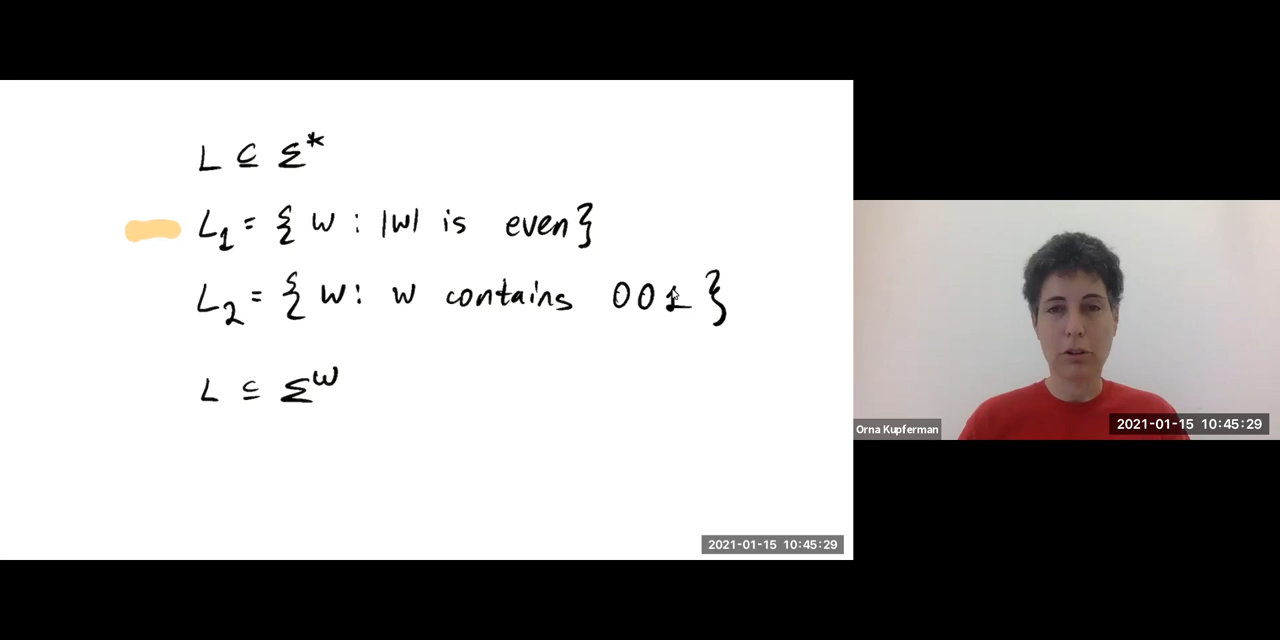 L ⊆ Σ*
L₁ = { w : |w| is even }
L₂ = { w : w contains 001 }
L ⊆ Σ^ω
2021-01-15 10:45:29
Orna Kupferman
2021-01-15 10:45:29